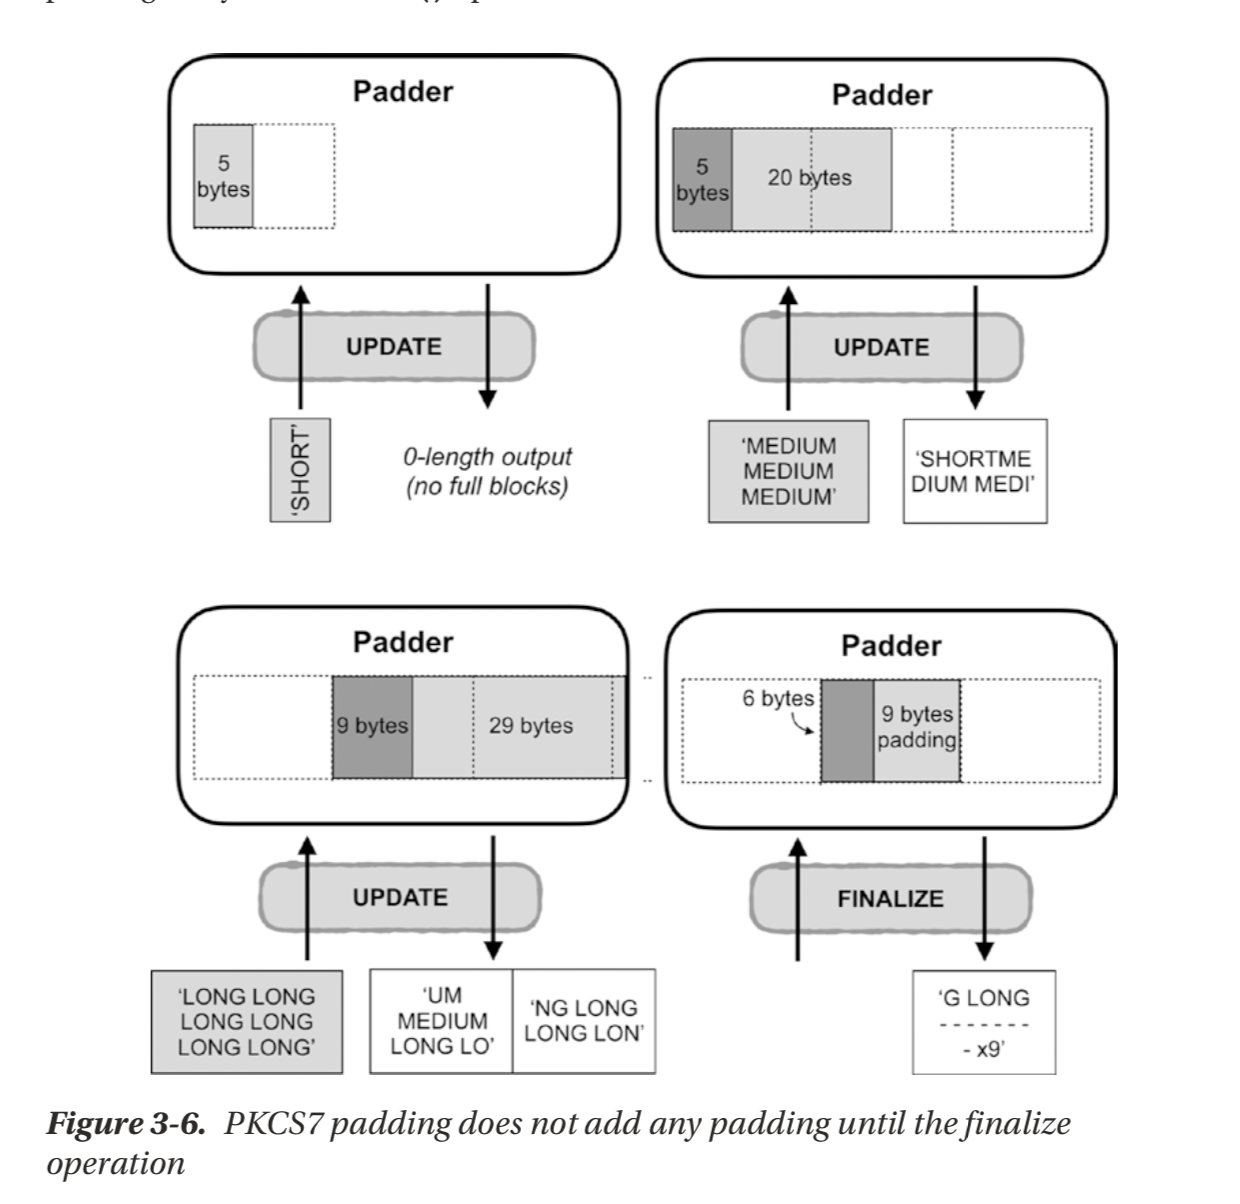 Padder
5
bytes
UPDATE
‘SHORT’
0-length output
(no full blocks)
Padder
5
bytes
20 bytes
UPDATE
‘MEDIUM
MEDIUM
MEDIUM’
‘SHORTME
DIUM MEDI’
Padder
9 bytes
29 bytes
UPDATE
‘LONG LONG
LONG LONG
LONG LONG’
‘UM
MEDIUM
LONG LO’
‘NG LONG
LONG LON’
Padder
6 bytes
9 bytes
padding
FINALIZE
‘G LONG
- - - - - - -
- x9’
Figure 3-6. PKCS7 padding does not add any padding until the finalize
operation